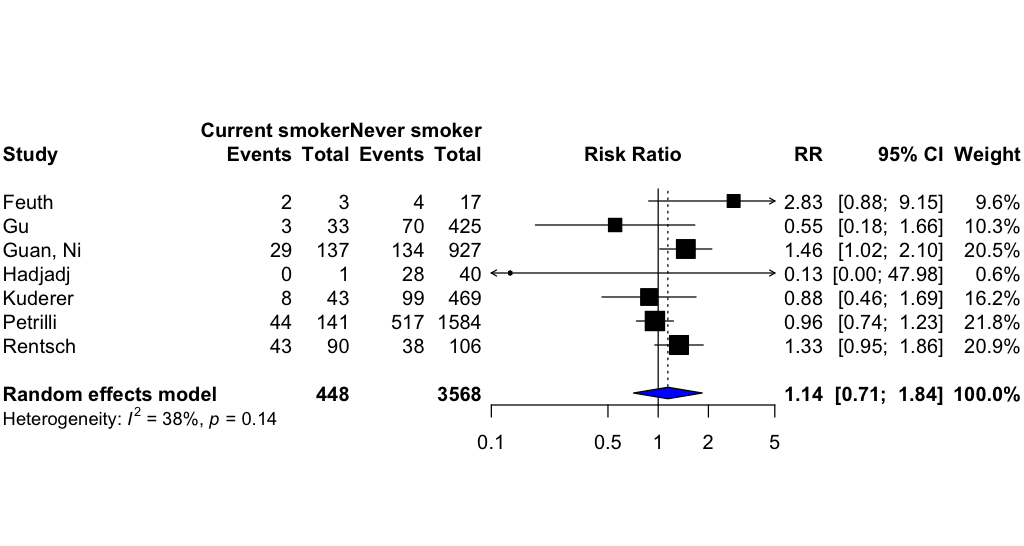 Current smoker Never smoker
Study Events Total Events Total Risk Ratio RR 95% CI Weight
Feuth 2 3 4 17 2.83 [0.88; 9.15] 9.6%
Gu 3 33 70 425 0.55 [0.18; 1.66] 10.3%
Guan, Ni 29 137 134 927 1.46 [1.02; 2.10] 20.5%
Hadjadj 0 1 28 40 0.13 [0.00; 47.98] 0.6%
Kuderer 8 43 99 469 0.88 [0.46; 1.69] 16.2%
Petrilli 44 141 517 1584 0.96 [0.74; 1.23] 21.8%
Rentsch 43 90 38 106 1.33 [0.95; 1.86] 20.9%
Random effects model 448 3568 1.14 [0.71; 1.84] 100.0%
Heterogeneity: I² = 38%, p = 0.14
0.1 0.5 1 2 5